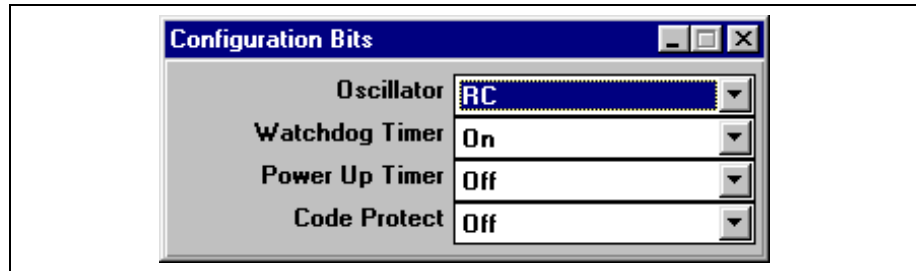 Configuration Bits
Oscillator RC
Watchdog Timer On
Power Up Timer Off
Code Protect Off